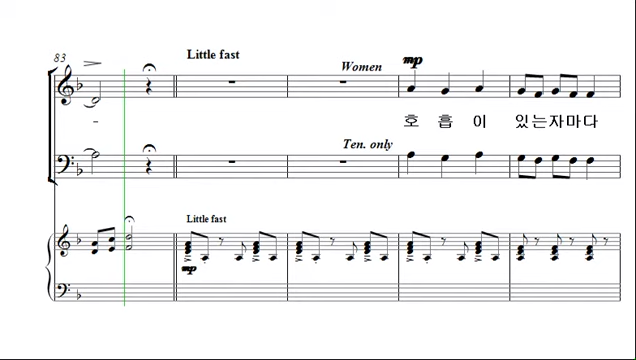 83
Little fast
Women
mp
- 호 흡 이 있는자마다
Ten. only
Little fast
mp